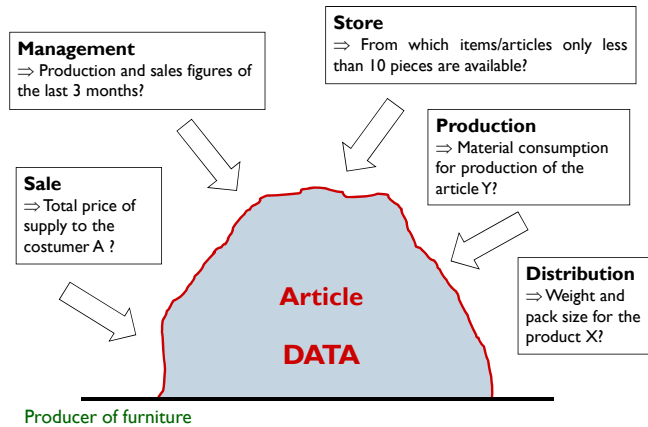 Management
⇒ Production and sales figures of
the last 3 months?
Store
⇒ From which items/articles only less
than 10 pieces are available?
Production
⇒ Material consumption
for production of the
article Y?
Sale
⇒ Total price of
supply to the
costumer A ?
Distribution
⇒ Weight and
pack size for the
product X?
Article
DATA
Producer of furniture